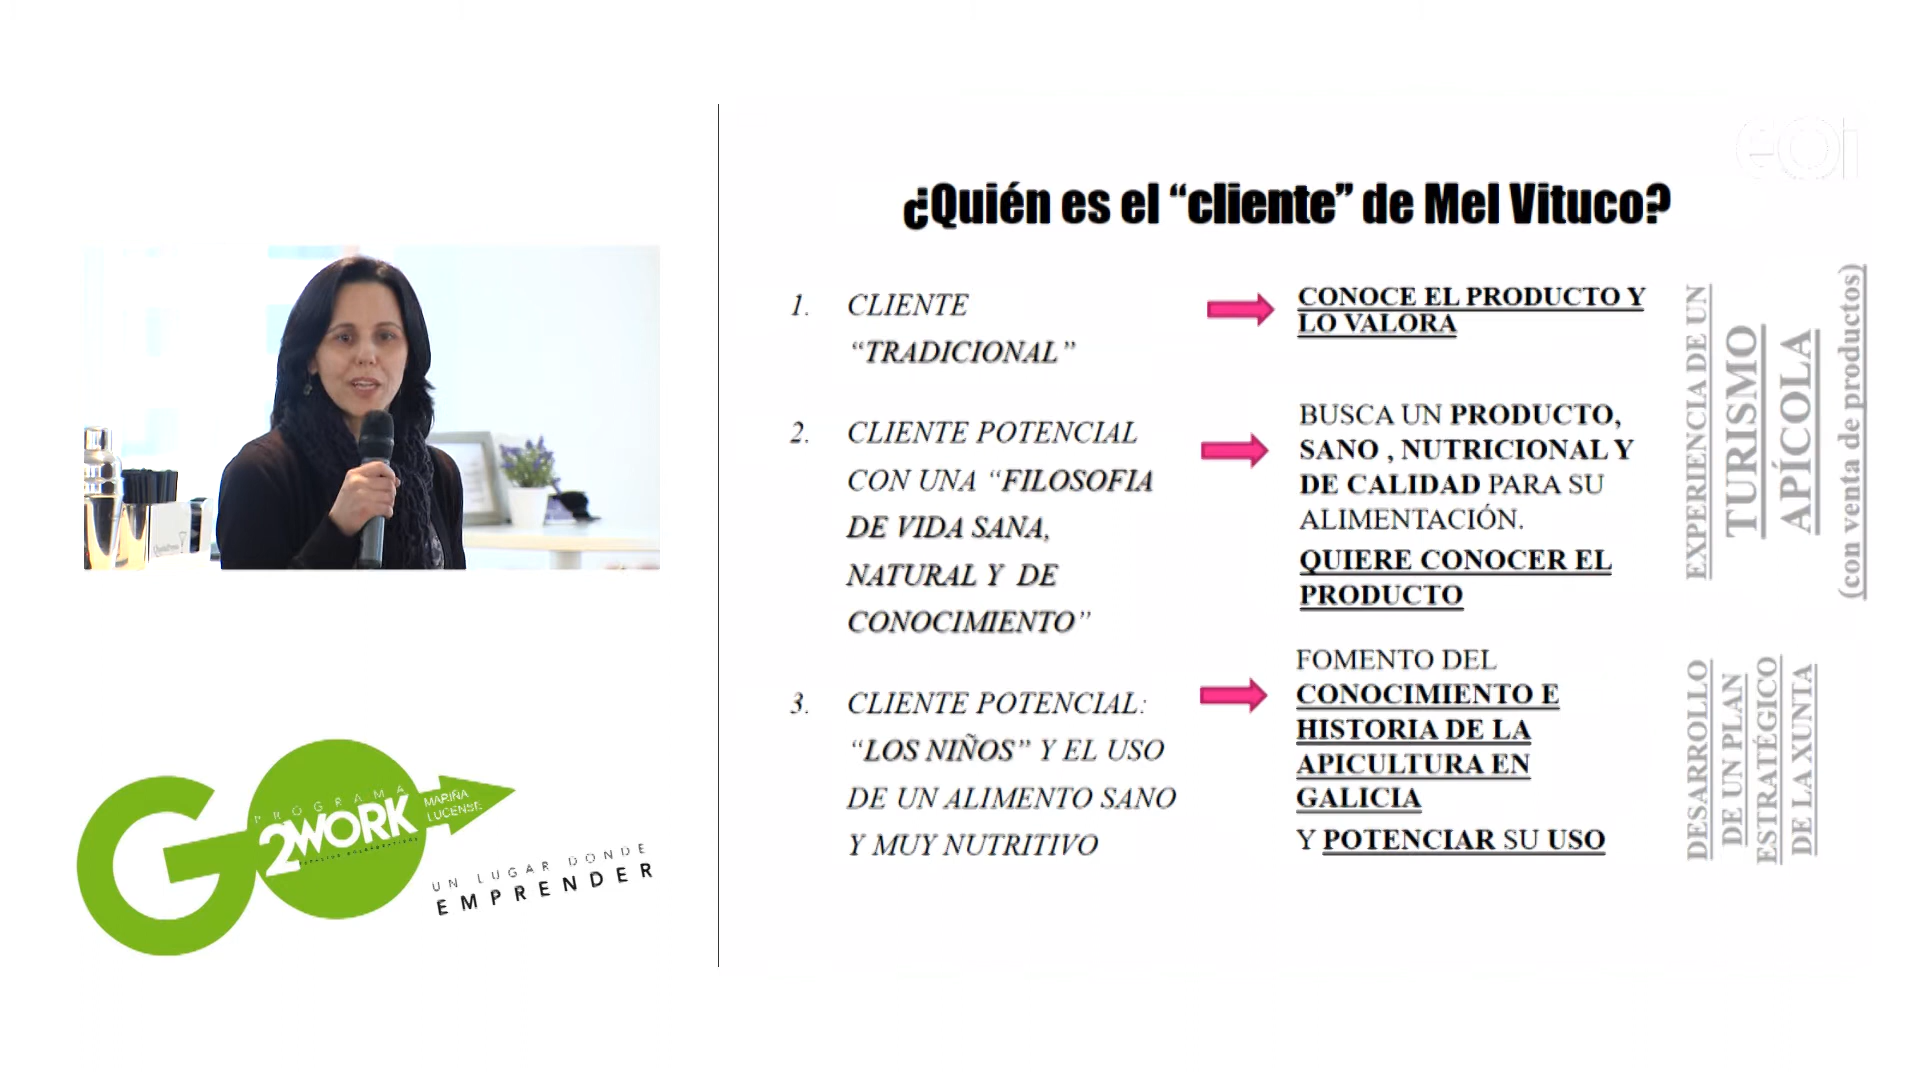 eoi
¿Quién es el “cliente” de Mel Vituco?
1. CLIENTE
“TRADICIONAL”
CONOCE EL PRODUCTO Y
LO VALORA
2. CLIENTE POTENCIAL
CON UNA “FILOSOFIA
DE VIDA SANA,
NATURAL Y DE
CONOCIMIENTO”
BUSCA UN PRODUCTO,
SANO , NUTRICIONAL Y
DE CALIDAD PARA SU
ALIMENTACIÓN.
QUIERE CONOCER EL
PRODUCTO
3. CLIENTE POTENCIAL:
“LOS NIÑOS” Y EL USO
DE UN ALIMENTO SANO
Y MUY NUTRITIVO
FOMENTO DEL
CONOCIMIENTO E
HISTORIA DE LA
APICULTURA EN
GALICIA
Y POTENCIAR SU USO
EXPERIENCIA DE UN
TURISMO
APÍCOLA
(con venta de productos)
DESARROLLO
DE UN PLAN
ESTRATÉGICO
DE LA XUNTA
GO
PROGRAMA
2WORK
MARIÑA
LUCENSE
UN LUGAR DONDE
EMPRENDER